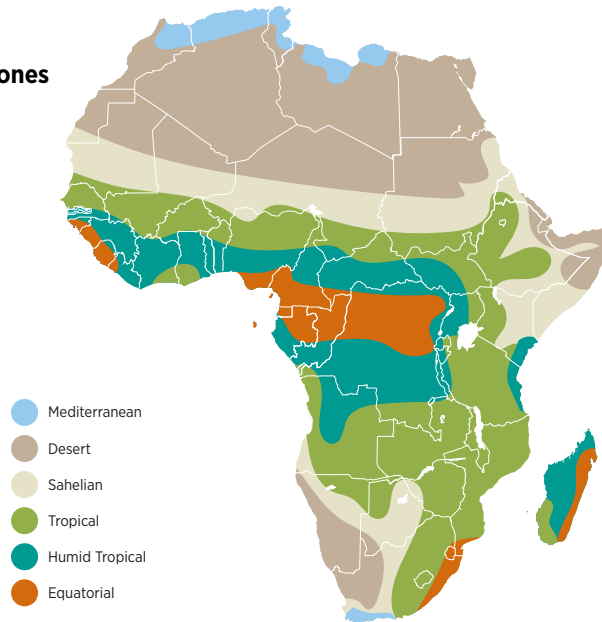 ones
Mediterranean
Desert
Sahelian
Tropical
Humid Tropical
Equatorial